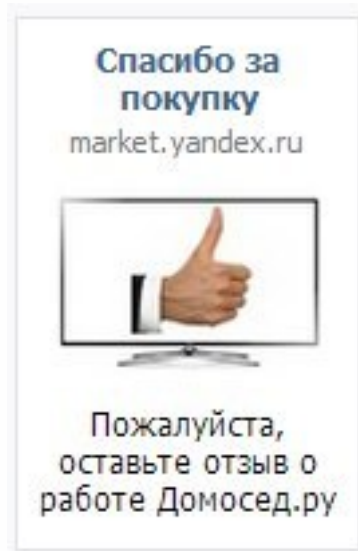 Спасибо за
покупку
market.yandex.ru
Пожалуйста,
оставьте отзыв о
работе Домосед.ру